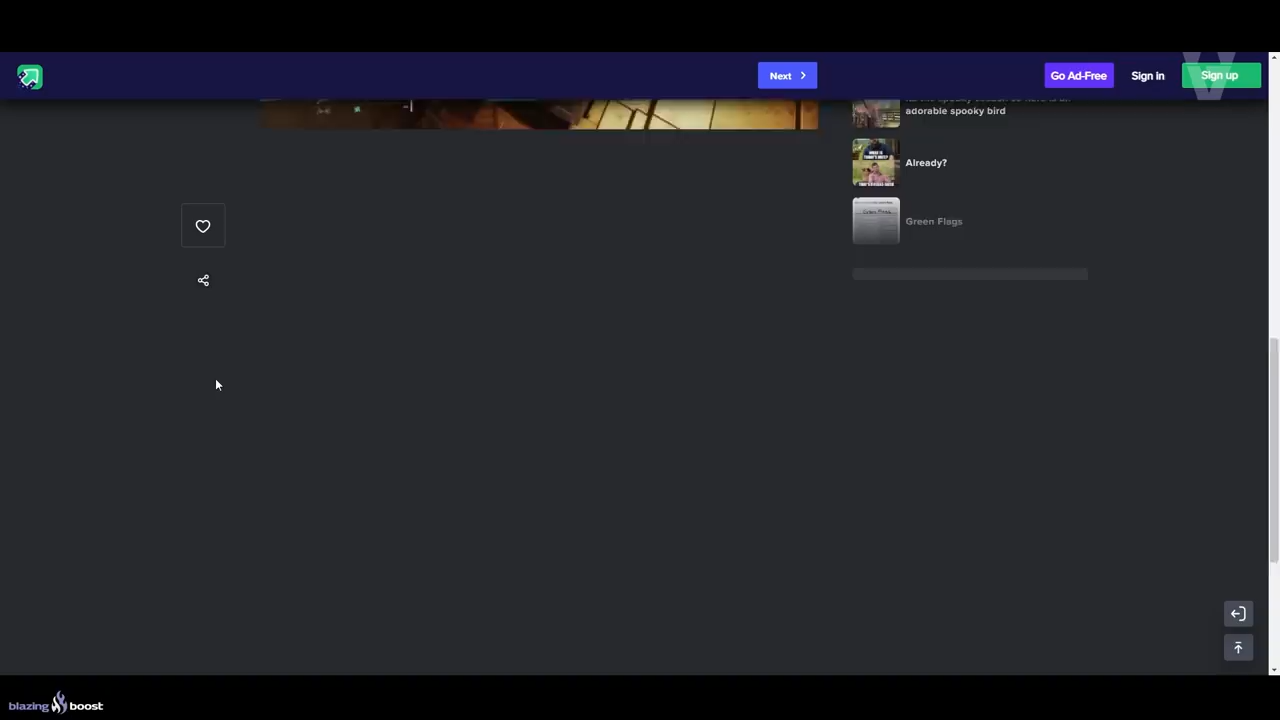 Next
Go Ad-Free
Sign in
Sign up
adorable spooky bird
Already?
Green Flags
blazing boost